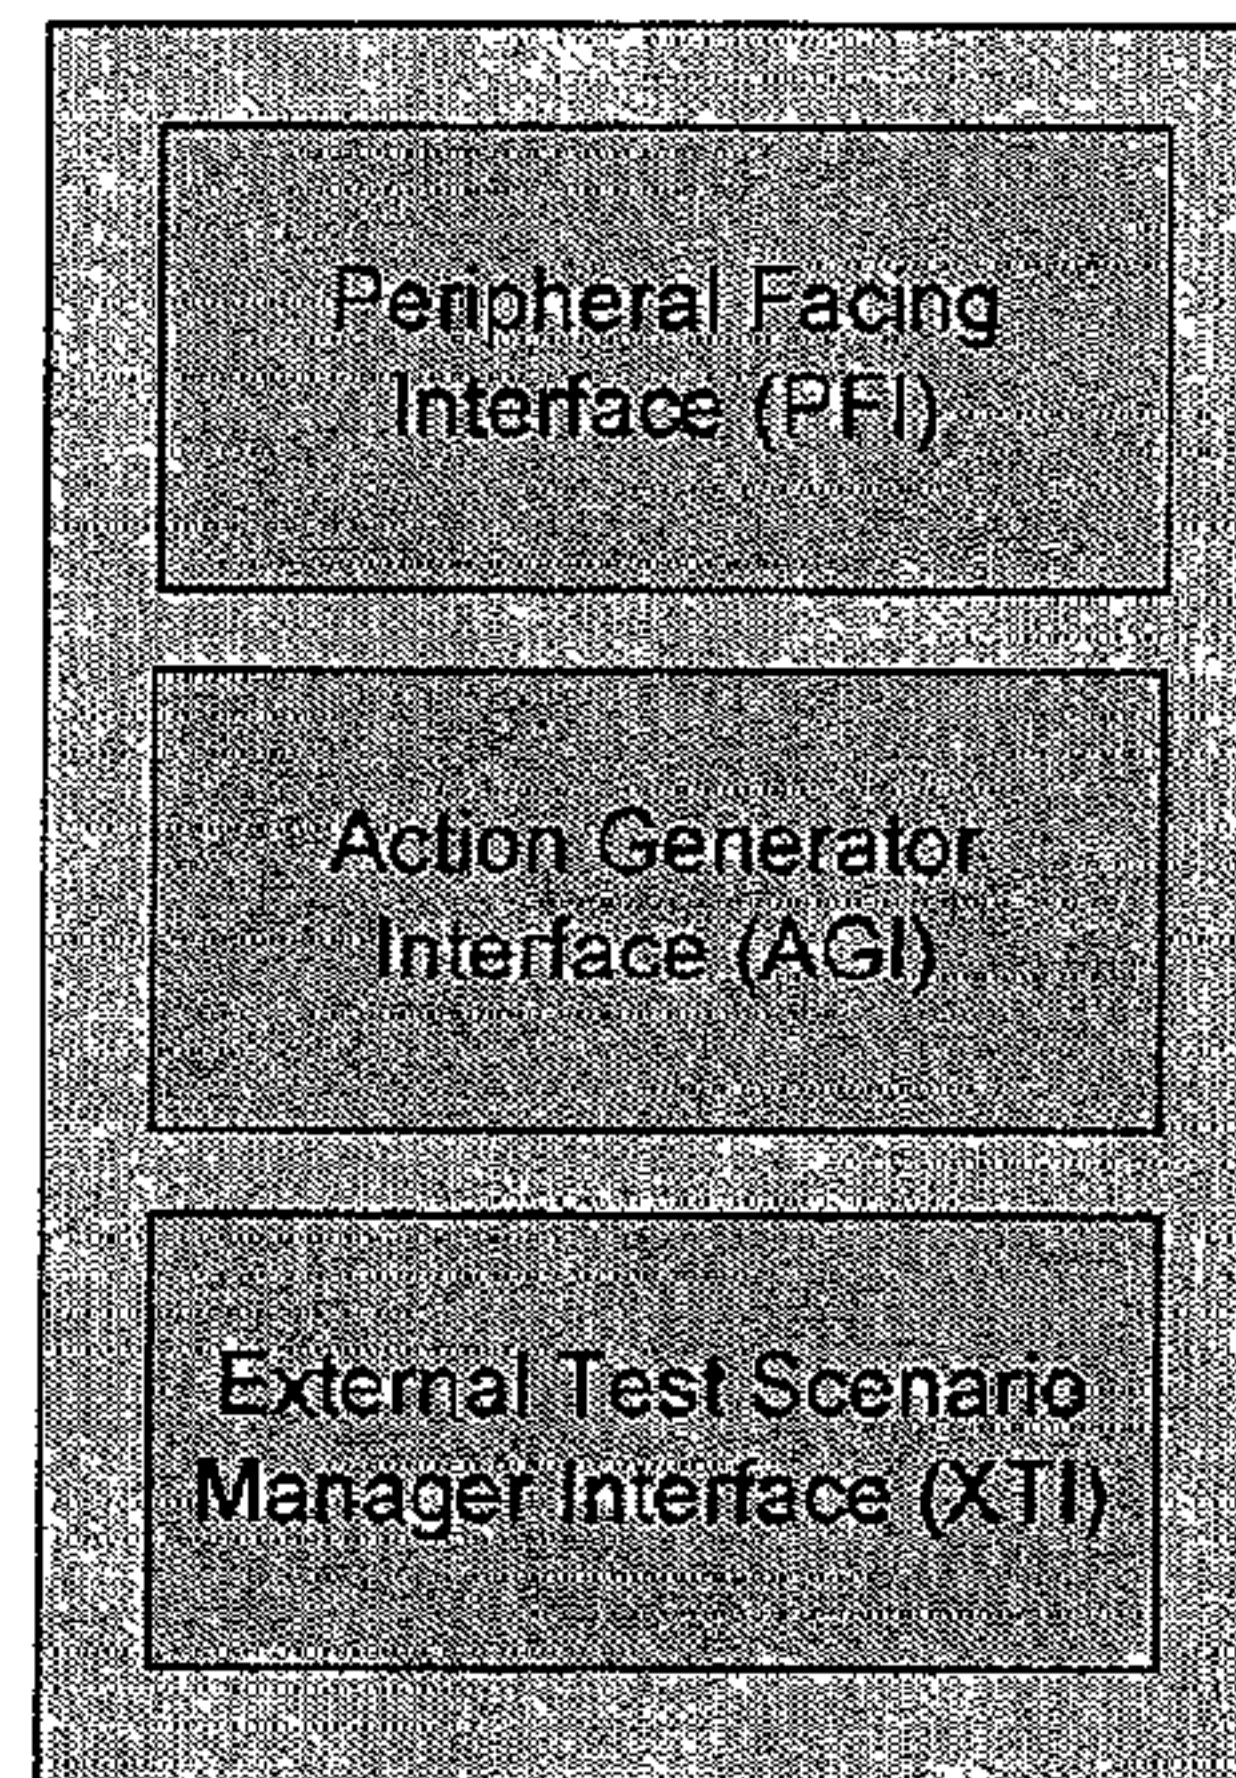 Peripheral Facing
Interface (PFI)
Action Generator
Interface (AGI)
External Test Scenario
Manager Interface (XTI)